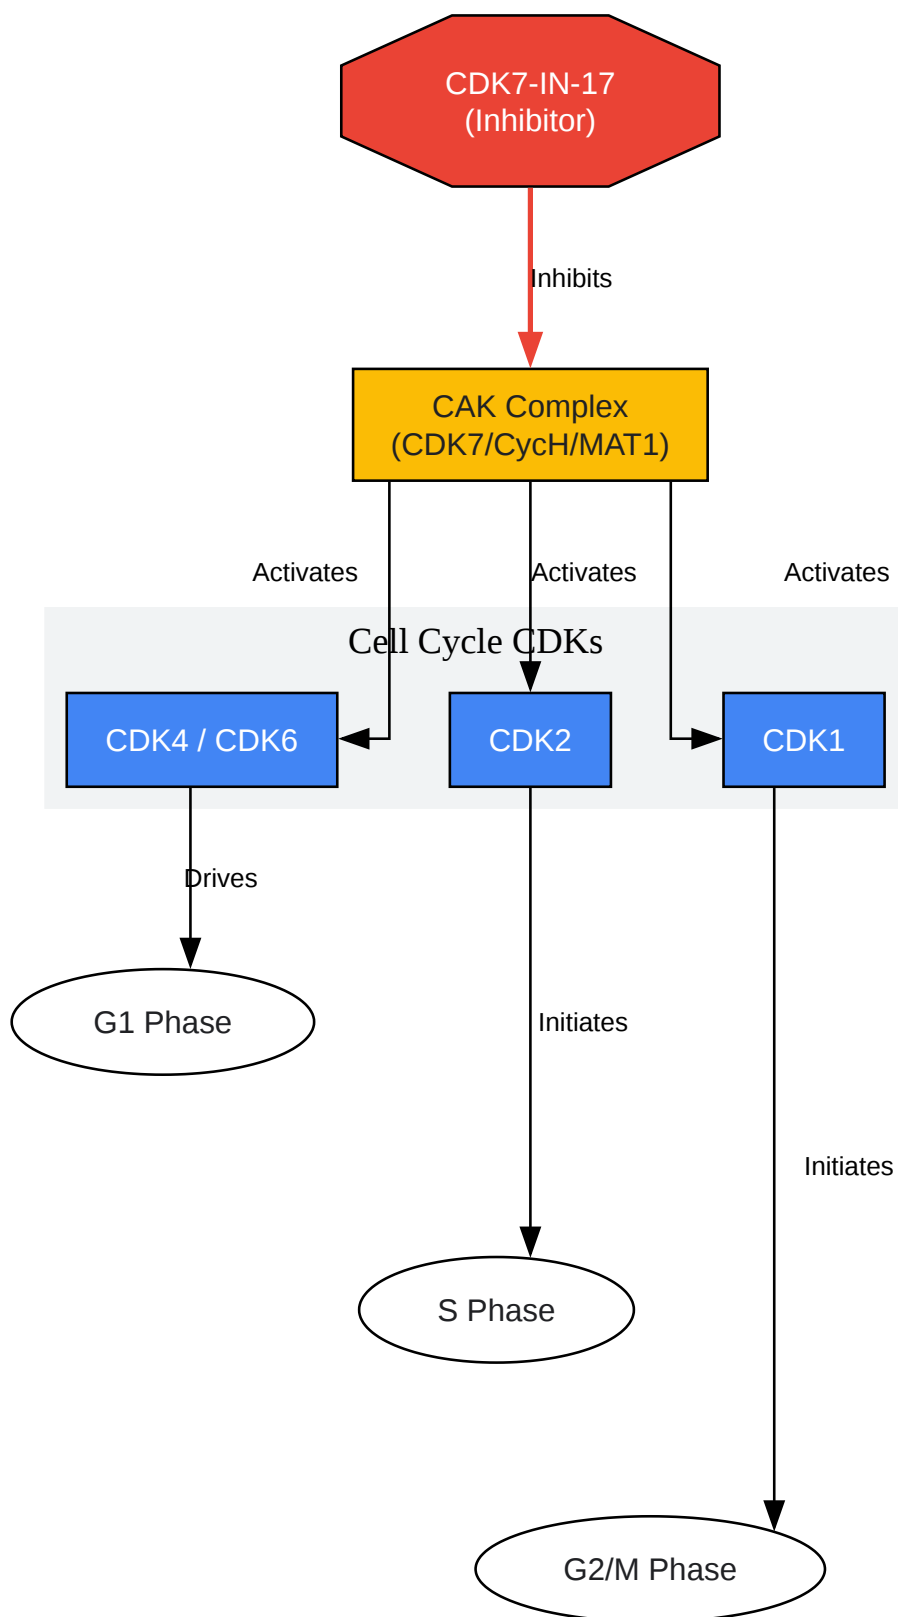 CDK7-IN-17
(Inhibitor)
Inhibits
CAK Complex
(CDK7/CycH/MAT1)
Activates
Activates
Activates
Cell Cycle CDKs
CDK4 / CDK6
CDK2
CDK1
Drives
G1 Phase
Initiates
Initiates
S Phase
G2/M Phase